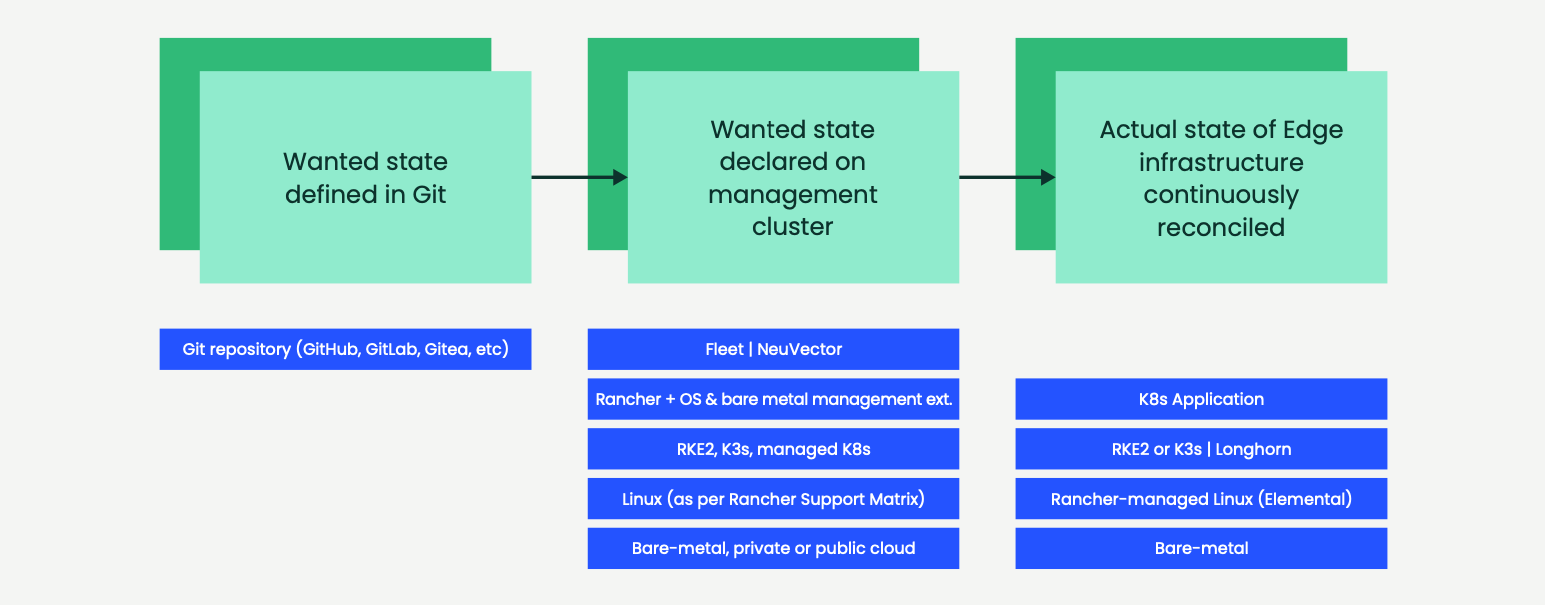 Wanted state
defined in Git
Wanted state
declared on
management
cluster
Actual state of Edge
infrastructure
continuously
reconciled
Git repository (GitHub, GitLab, Gitea, etc)
Fleet | NeuVector
Rancher + OS & bare metal management ext.
RKE2, K3s, managed K8s
Linux (as per Rancher Support Matrix)
Bare-metal, private or public cloud
K8s Application
RKE2 or K3s | Longhorn
Rancher-managed Linux (Elemental)
Bare-metal